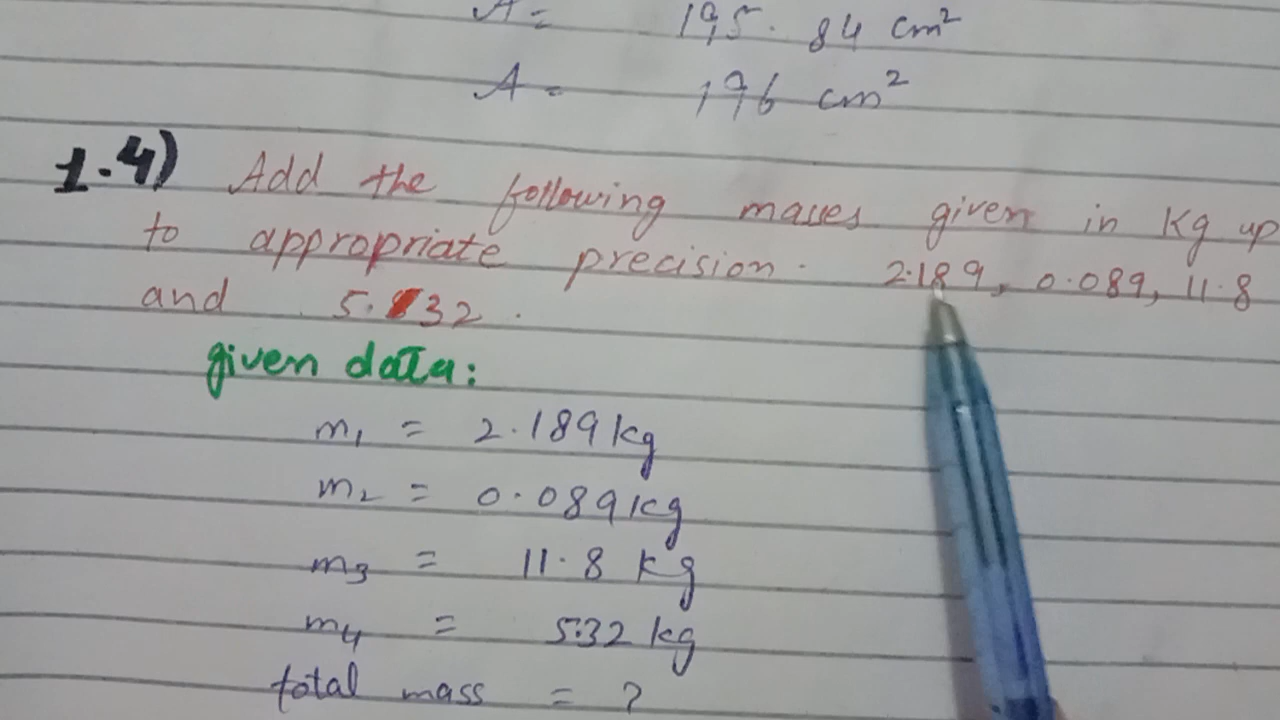 A = 195.84 cm²
A = 196 cm²
1.4) Add the following masses given in Kg up
to appropriate precision. 2.189, 0.089, 11.8
and 5.32.
given data:
m₁ = 2.189 kg
m₂ = 0.089 kg
m₃ = 11.8 kg
m₄ = 5.32 kg
total mass = ?